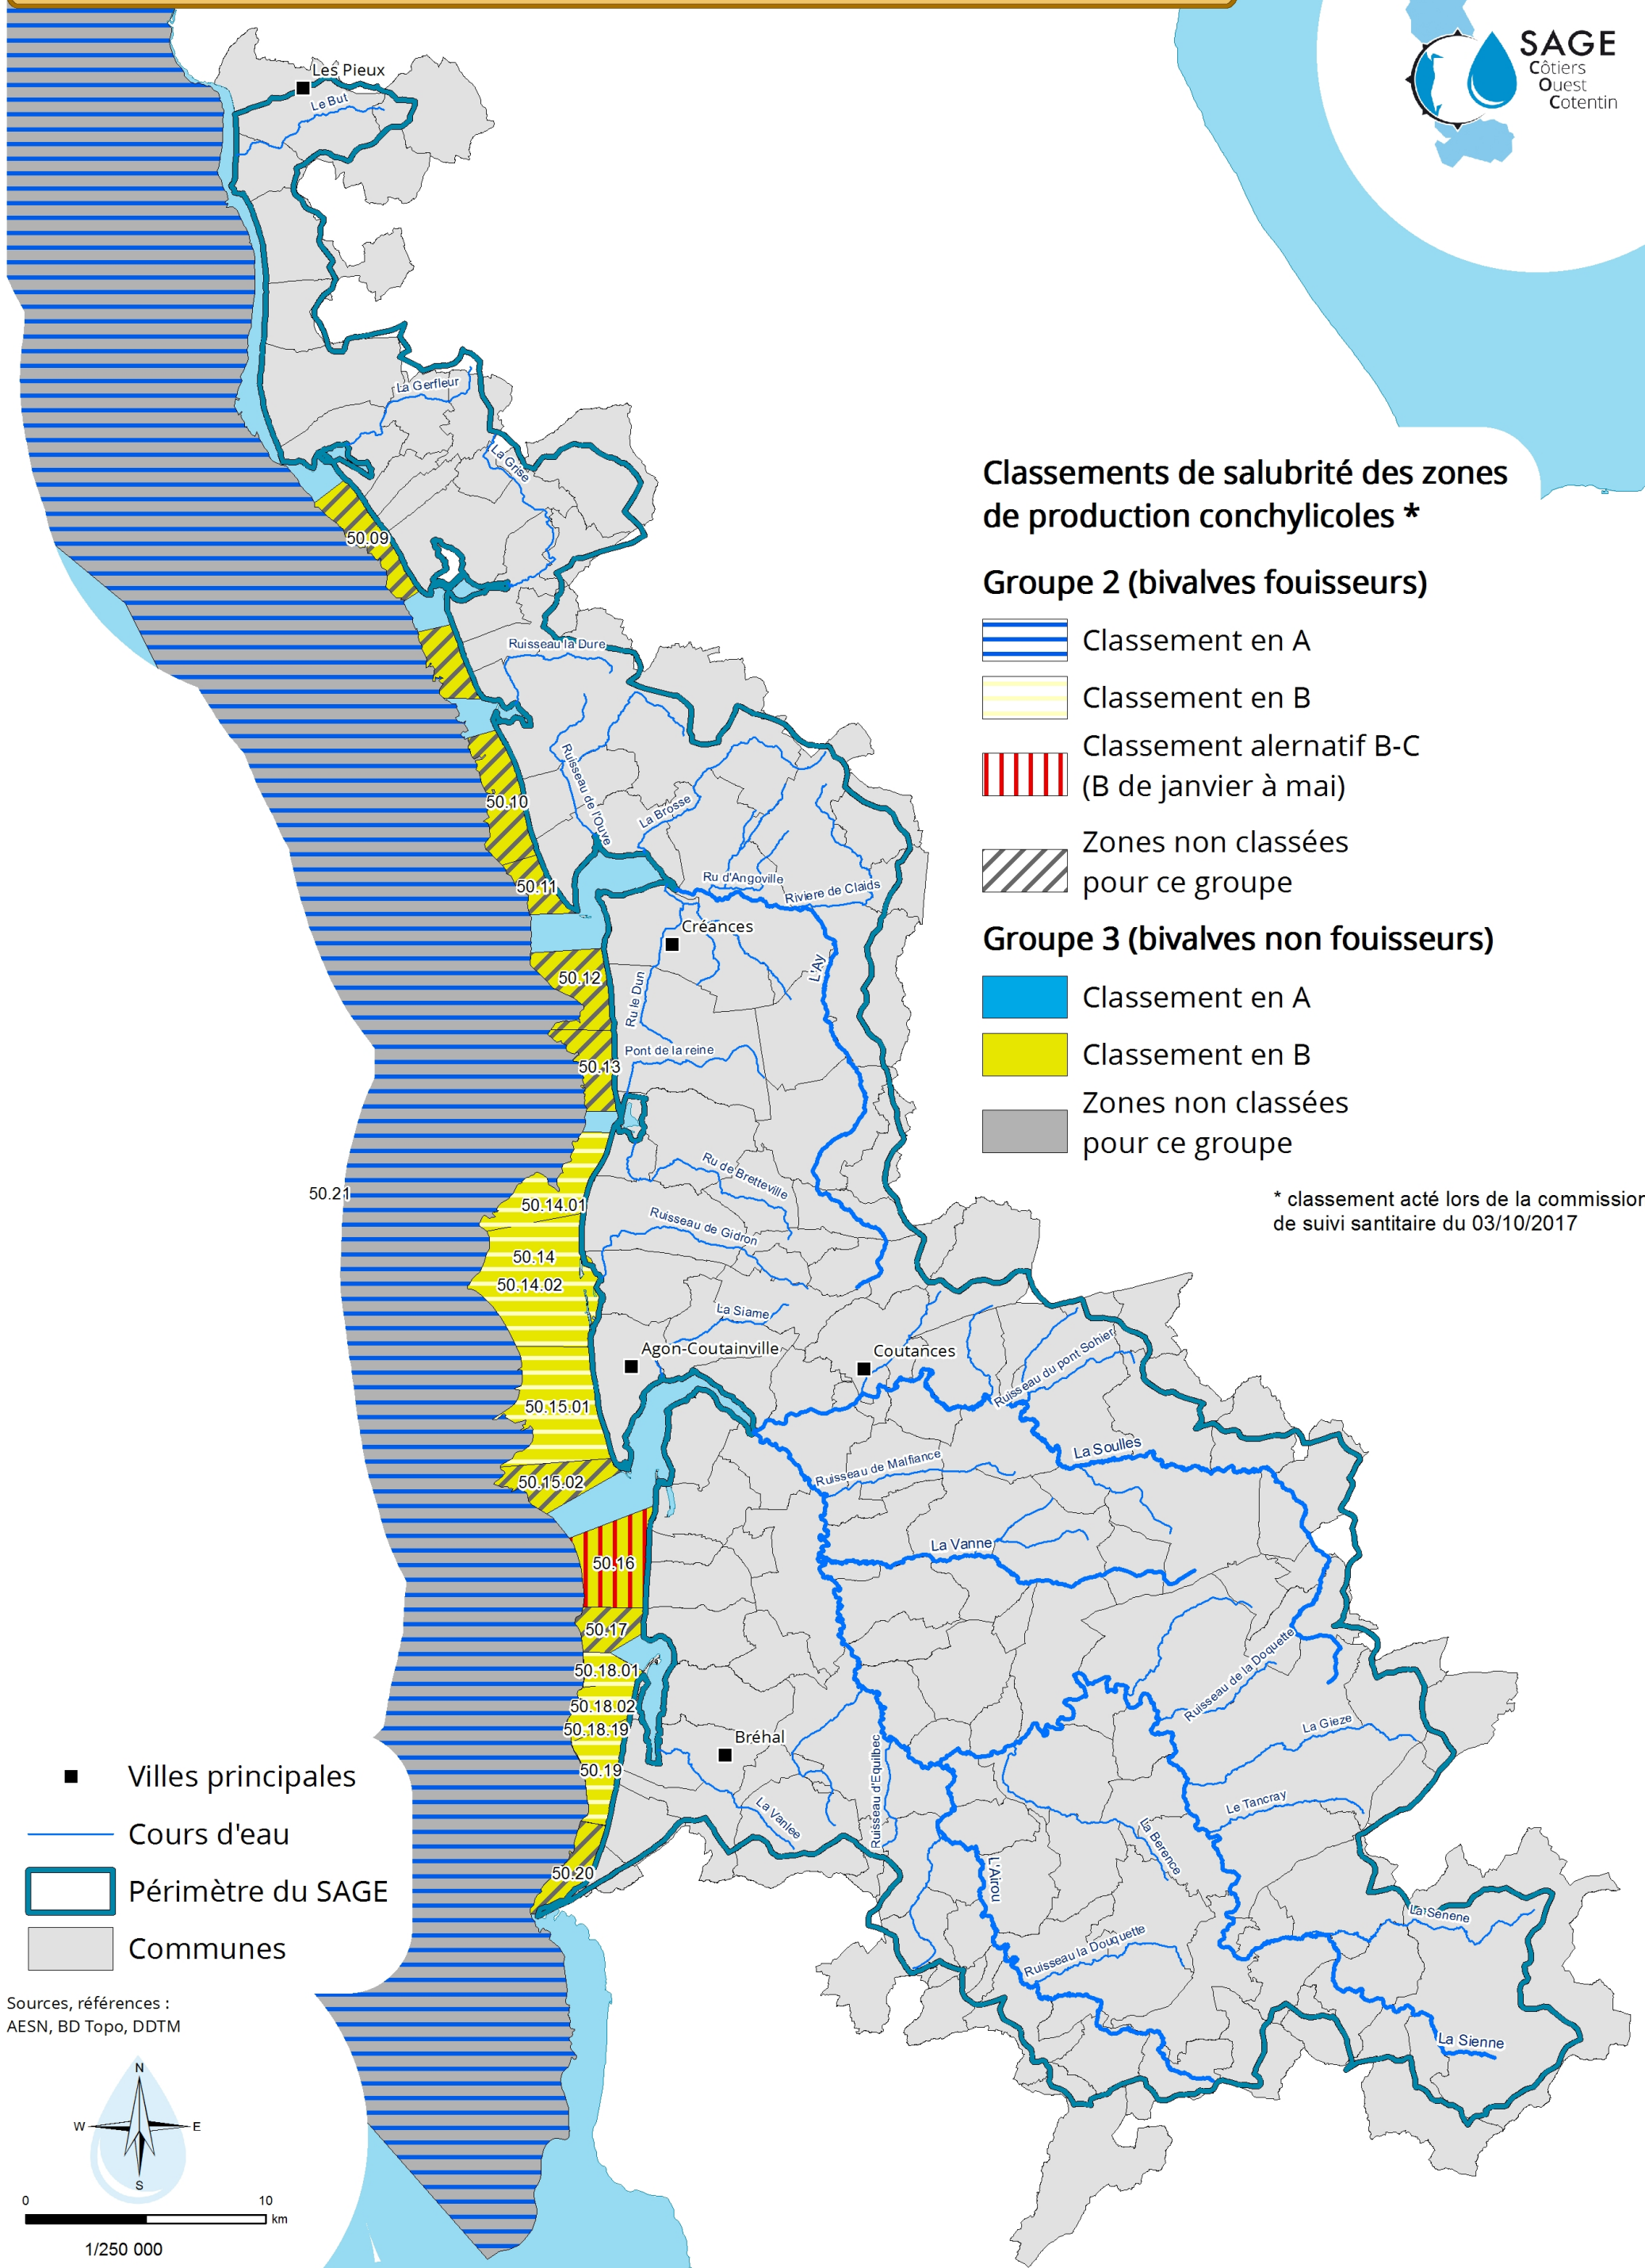 SAGE
Côtiers
Ouest
Cotentin
Les Pieux
Le But
La Gerfleur
La Grise
50.09
Ruisseau la Dure
Ruisseau de l'Ouve
La Brosse
50.10
50.11
Ru d'Angoville
Riviere de Claids
Créances
50.12
Ru le Dun
L'Ay
50.13
Pont de la reine
50.21
Ru de Bretteville
50.14.01
Ruisseau de Gidron
50.14
50.14.02
La Siame
Agon-Coutainville
Coutances
Ruisseau du pont Sohier
50.15.01
La Soulles
Ruisseau de Malfiance
50.15.02
La Vanne
50.16
50.17
Ruisseau de la Doquette
50.18.01
50.18.02
50.18.19
La Gieze
Bréhal
50.19
Ruisseau d'Equilbec
La Vanlee
Le Tancray
La Berence
50.20
L'Airou
La Senene
Ruisseau la Douquette
La Sienne
Classements de salubrité des zones
de production conchylicoles *
Groupe 2 (bivalves fouisseurs)
Classement en A
Classement en B
Classement alernatif B-C
(B de janvier à mai)
Zones non classées
pour ce groupe
Groupe 3 (bivalves non fouisseurs)
Classement en A
Classement en B
Zones non classées
pour ce groupe
* classement acté lors de la commission
de suivi santitaire du 03/10/2017
Villes principales
Cours d'eau
Périmètre du SAGE
Communes
Sources, références :
AESN, BD Topo, DDTM
N
W
E
S
0 10
km
1/250 000